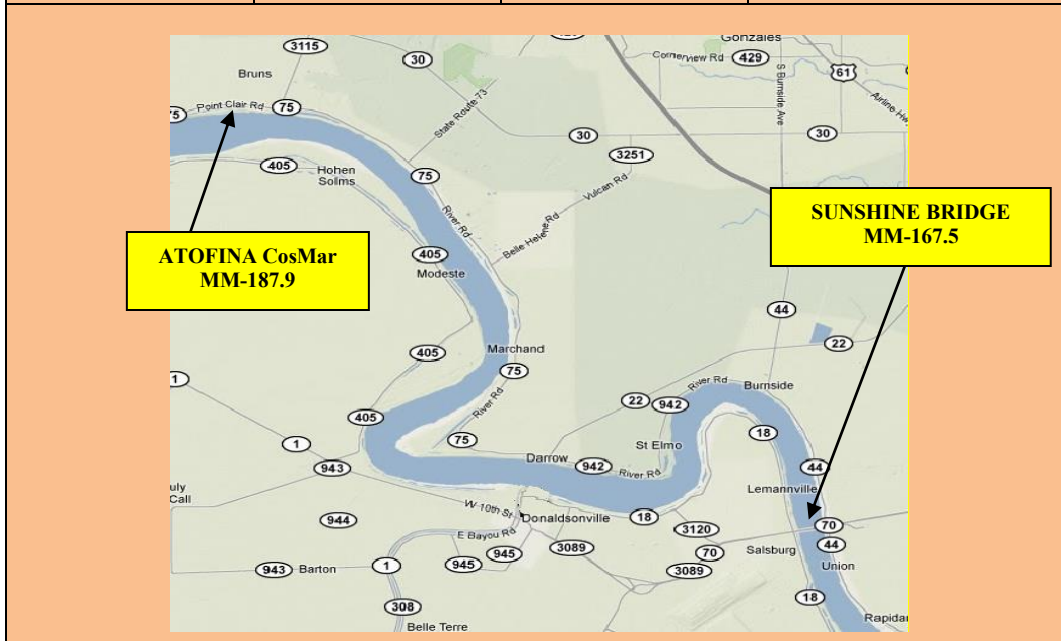 Gonzales
3115
30
Cornerview Rd 429
Bruns
S Burnside Ave
61
Airline Hwy
75 Point Clair Rd 75
State Route 73
30
30
3251
405
Hohen
Solms
75
Vulcan Rd
River Rd
Belle Helene Rd
SUNSHINE BRIDGE
MM-167.5
ATOFINA CosMar
MM-187.9
405
Modeste
44
22
Marchand
405
75
1
River Rd
River Rd
Burnside
22
942
405
18
75
St Elmo
1
Darrow
942
River Rd
44
943
Lemannville
W 10th St
944
Donaldsonville
18
3120
70
E Bayou Rd
70
Salsburg
44
945
3089
943
Barton
1
945
3089
Union
308
18
Belle Terre